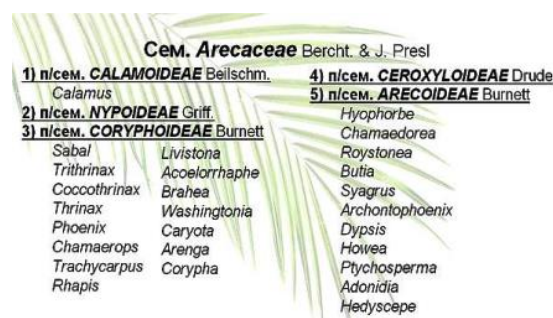 Сем. Arecaceae Bercht. & J. Presl
1) п/сем. CALAMOIDEAE Beilschm.
Calamus
2) п/сем. NYPOIDEAE Griff.
3) п/сем. CORYPHOIDEAE Burnett
Sabal
Trithrinax
Coccothrinax
Thrinax
Phoenix
Chamaerops
Trachycarpus
Rhapis
Livistona
Acoelorrhaphe
Brahea
Washingtonia
Caryota
Arenga
Corypha
4) п/сем. CEROXYLOIDEAE Drude
5) п/сем. ARECOIDEAE Burnett
Hyophorbe
Chamaedorea
Roystonea
Butia
Syagrus
Archontophoenix
Dypsis
Howea
Ptychosperma
Adonidia
Hedyscepe